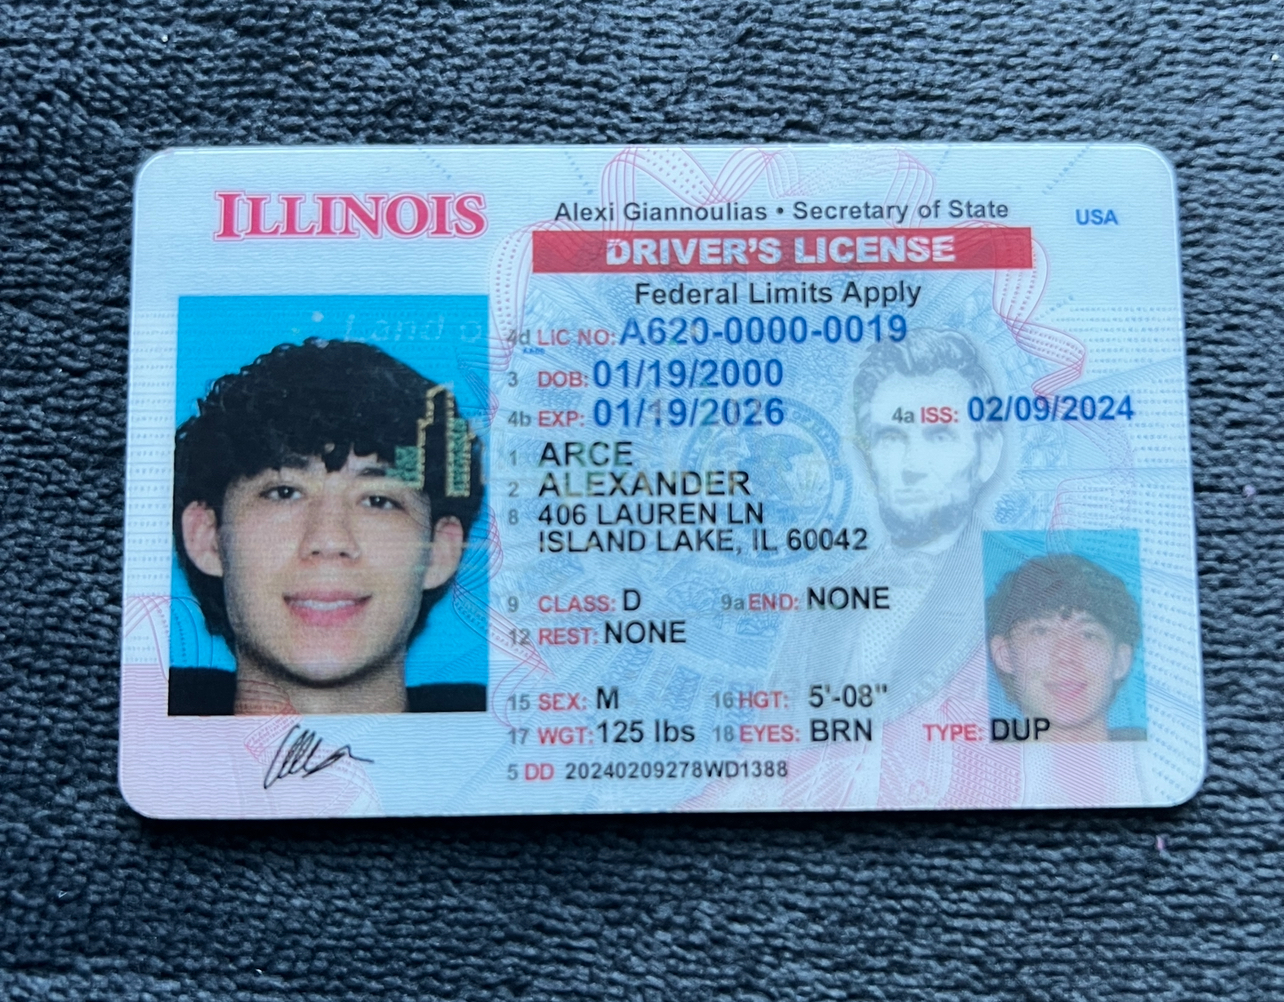 ILLINOIS
Alexi Giannoulias • Secretary of State
USA
DRIVER'S LICENSE
Federal Limits Apply
4d LIC NO: A620-0000-0019
3 DOB: 01/19/2000
4b EXP: 01/19/2026
4a ISS: 02/09/2024
1 ARCE
2 ALEXANDER
8 406 LAUREN LN
ISLAND LAKE, IL 60042
9 CLASS: D
9a END: NONE
12 REST: NONE
15 SEX: M
16 HGT: 5'-08"
17 WGT: 125 lbs
18 EYES: BRN
TYPE: DUP
5 DD 20240209278WD1388